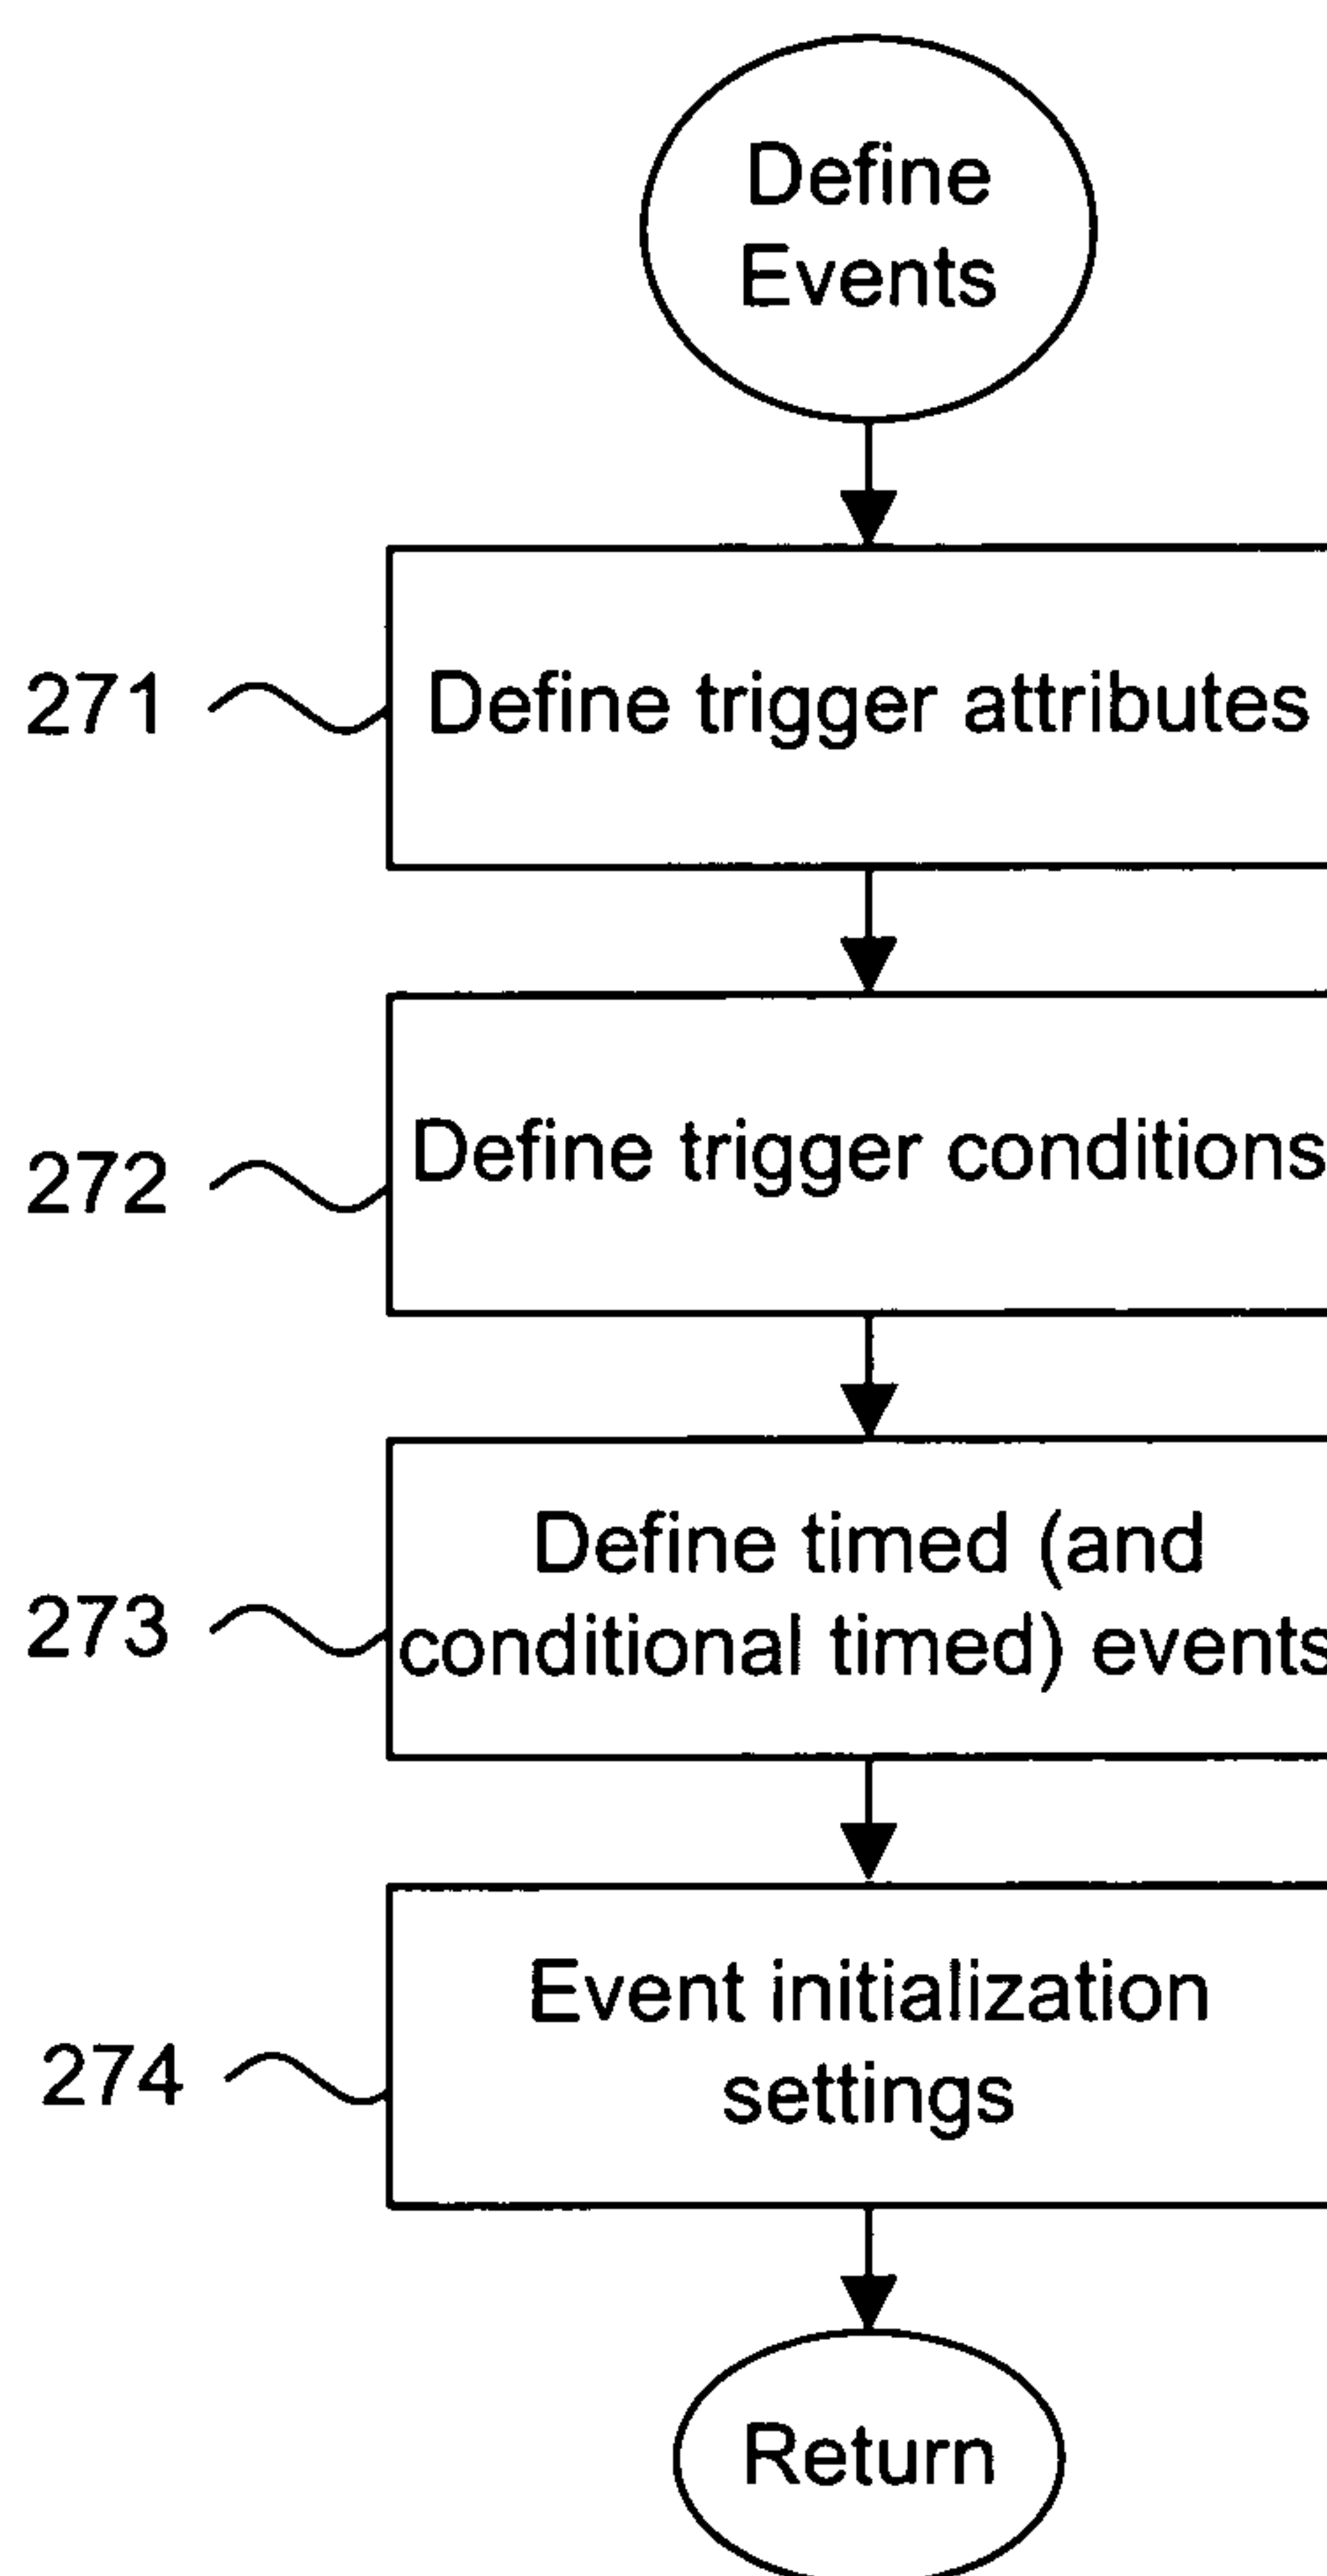 Define
Events
271
Define trigger attributes
272
Define trigger conditions
273
Define timed (and
conditional timed) events
274
Event initialization
settings
Return